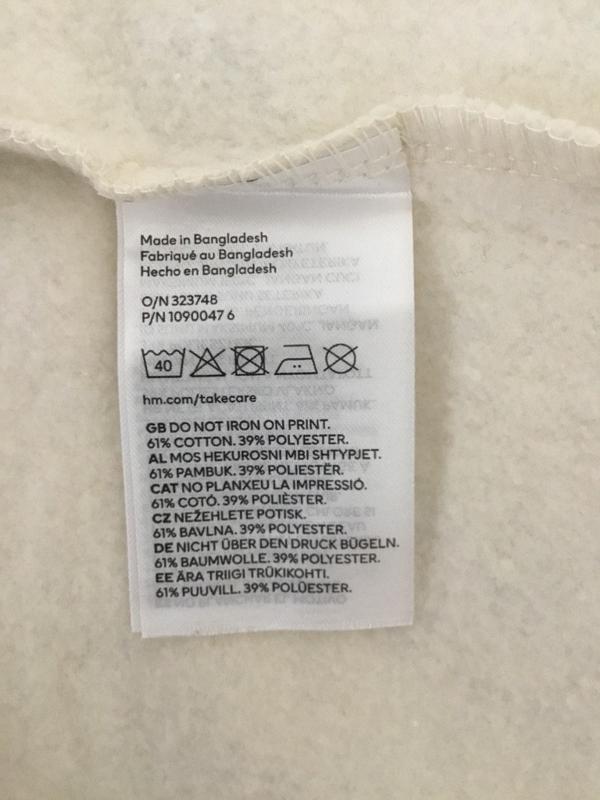 Made in Bangladesh
Fabriqué au Bangladesh
Hecho en Bangladesh
O/N 323748
P/N 1090047 6
40
hm.com/takecare
GB DO NOT IRON ON PRINT.
61% COTTON. 39% POLYESTER.
AL MOS HEKUROSNI MBI SHTYPJET.
61% PAMBUK. 39% POLIESTËR.
CAT NO PLANXEU LA IMPRESSIÓ.
61% COTÓ. 39% POLIÈSTER.
CZ NEŽEHLETE POTISK.
61% BAVLNA. 39% POLYESTER.
DE NICHT ÜBER DEN DRUCK BÜGELN.
61% BAUMWOLLE. 39% POLYESTER.
EE ÄRA TRIIGI TRÜKIKOHTI.
61% PUUVILL. 39% POLÜESTER.